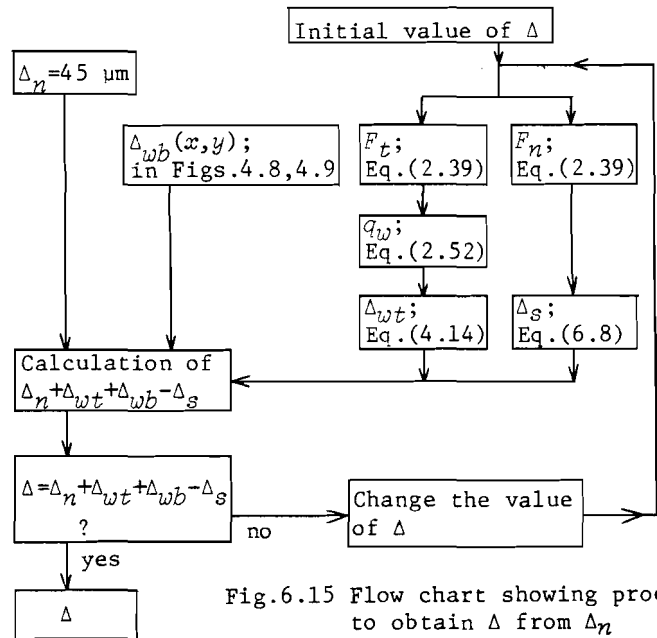 Initial value of Δ
Δn=45 μm
Δwb(x,y);
in Figs.4.8,4.9
Ft;
Eq.(2.39)
Fn;
Eq.(2.39)
qw;
Eq.(2.52)
Δwt;
Eq.(4.14)
Δs;
Eq.(6.8)
Calculation of
Δn+Δwt+Δwb-Δs
Δ=Δn+Δwt+Δwb-Δs
?
no
Change the value
of Δ
yes
Δ
Fig.6.15 Flow chart showing
to obtain Δ from Δn